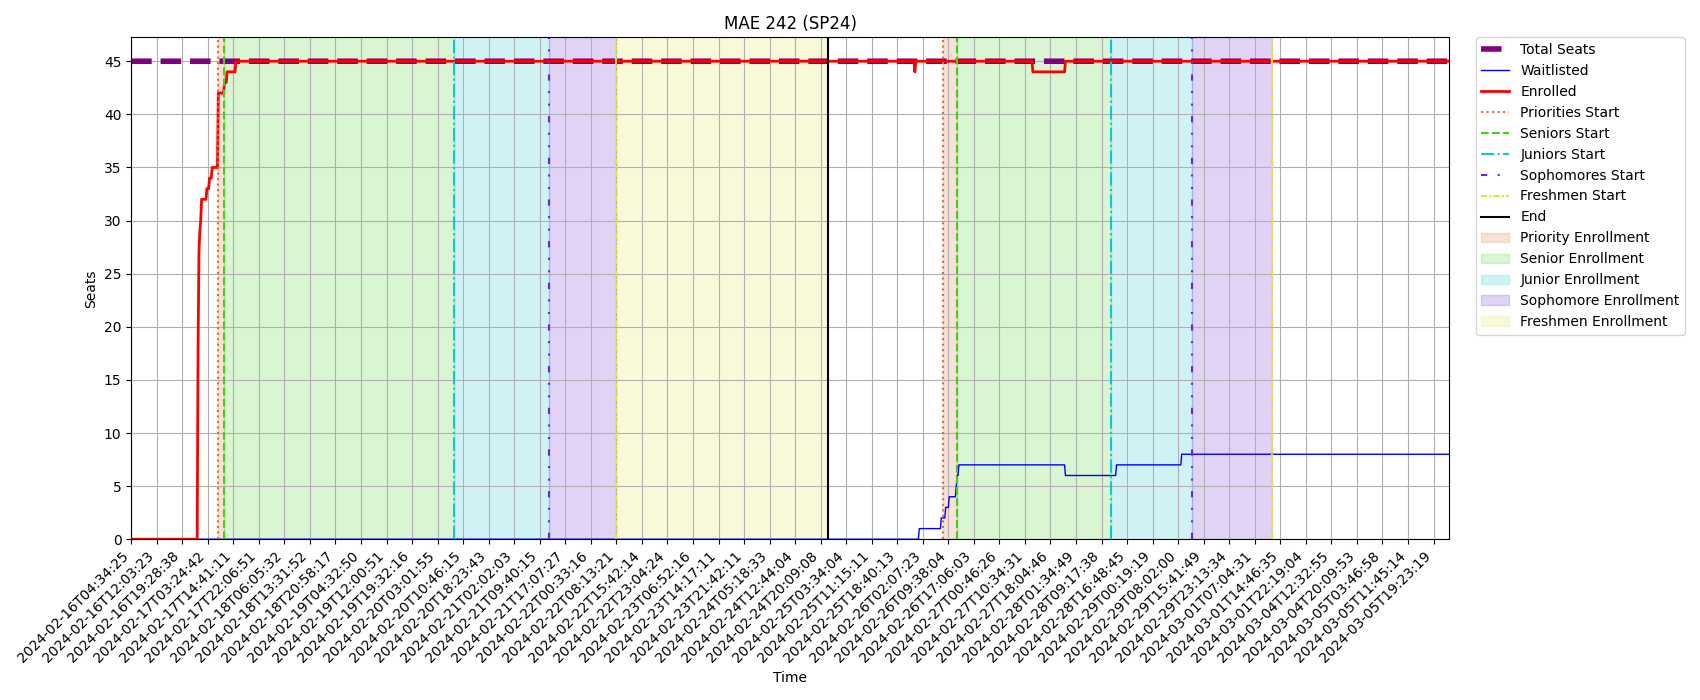 MAE 242 (SP24)
Seats
45
40
35
30
25
20
15
10
5
0
2024-02-16T04:34:25
2024-02-16T12:03:23
2024-02-16T19:28:38
2024-02-17T03:24:42
2024-02-17T14:41:11
2024-02-17T22:06:51
2024-02-18T06:05:32
2024-02-18T13:31:52
2024-02-18T20:58:17
2024-02-19T04:32:50
2024-02-19T12:00:51
2024-02-19T19:32:16
2024-02-20T03:01:55
2024-02-20T10:46:15
2024-02-20T18:23:43
2024-02-21T02:02:03
2024-02-21T09:40:15
2024-02-21T17:07:27
2024-02-22T00:33:16
2024-02-22T08:13:21
2024-02-22T15:42:14
2024-02-22T23:04:24
2024-02-23T06:52:16
2024-02-23T14:17:11
2024-02-23T21:42:11
2024-02-24T05:18:33
2024-02-24T12:44:04
2024-02-24T20:09:08
2024-02-25T03:34:04
2024-02-25T11:15:11
2024-02-25T18:40:13
2024-02-26T02:07:23
2024-02-26T09:38:04
2024-02-26T17:06:03
2024-02-27T00:46:26
2024-02-27T10:34:31
2024-02-27T18:04:46
2024-02-28T01:34:49
2024-02-28T09:17:38
2024-02-28T16:48:45
2024-02-29T00:19:19
2024-02-29T08:02:00
2024-02-29T15:41:49
2024-02-29T23:13:34
2024-03-01T07:04:31
2024-03-01T14:46:35
2024-03-01T22:19:04
2024-03-04T12:32:55
2024-03-04T20:09:53
2024-03-05T03:46:58
2024-03-05T11:45:14
2024-03-05T19:23:19
Time
Total Seats
Waitlisted
Enrolled
Priorities Start
Seniors Start
Juniors Start
Sophomores Start
Freshmen Start
End
Priority Enrollment
Senior Enrollment
Junior Enrollment
Sophomore Enrollment
Freshmen Enrollment